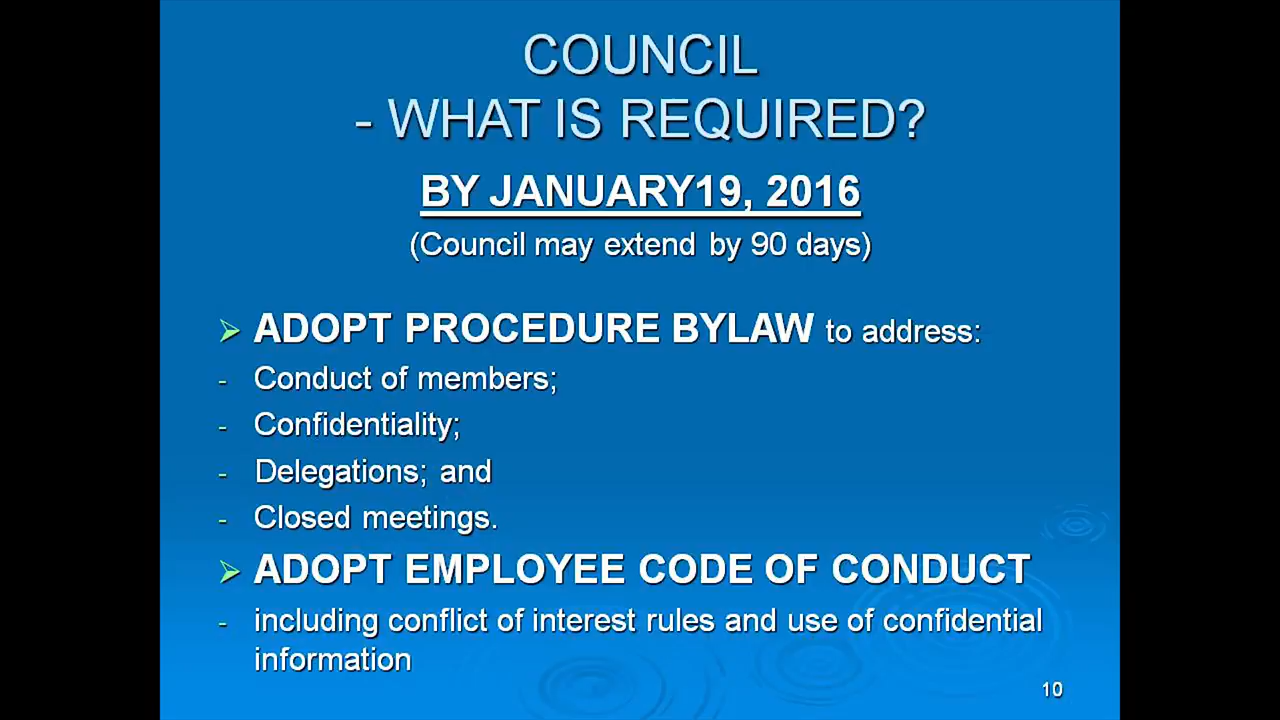 COUNCIL
- WHAT IS REQUIRED?
BY JANUARY19, 2016
(Council may extend by 90 days)
➢ ADOPT PROCEDURE BYLAW to address:
- Conduct of members;
- Confidentiality;
- Delegations; and
- Closed meetings.
➢ ADOPT EMPLOYEE CODE OF CONDUCT
- including conflict of interest rules and use of confidential
information
10